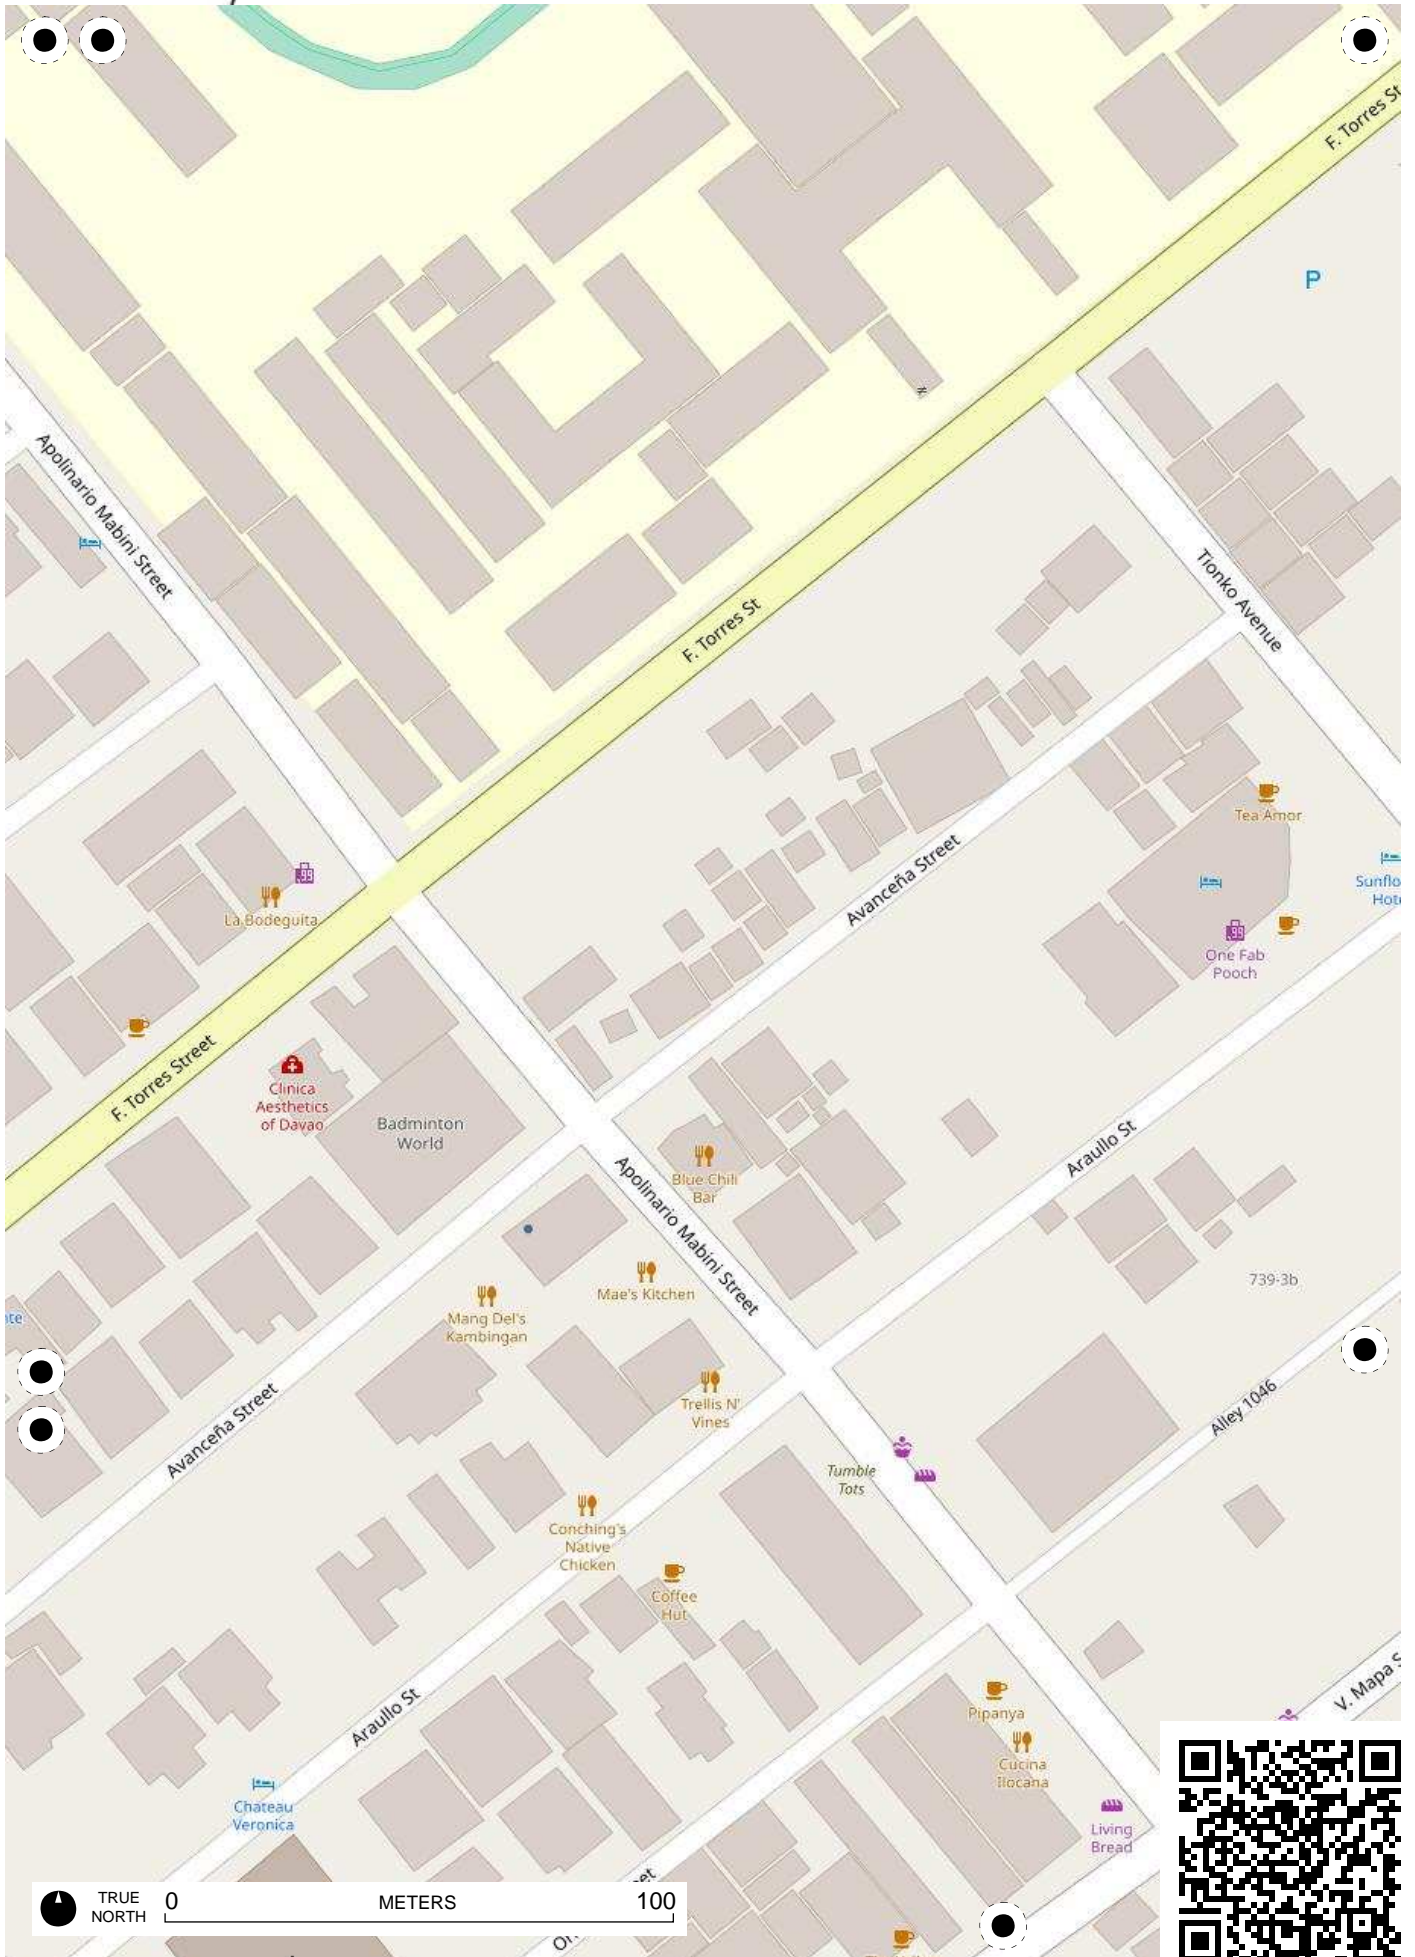 F. Torres St
P
Apolinario Mabini Street
Tionko Avenue
F. Torres St
Tea Amor
Avanceña Street
Sunflo
Hote
La Bodeguita
One Fab
Pooch
F. Torres Street
Clinica
Aesthetics
of Davao
Badminton
World
Araullo St
Blue Chili
Bar
Apolinario Mabini Street
Mae's Kitchen
739-3b
Mang Del's
Kambingan
nte
Trellis N'
Vines
Alley 1046
Avanceña Street
Tumble
Tots
Conching's
Native
Chicken
Coffee
Hut
V. Mapa S
Araullo St
Pipanya
Cucina
Ilocana
Chateau
Veronica
Living
Bread
TRUE
NORTH
0 METERS 100